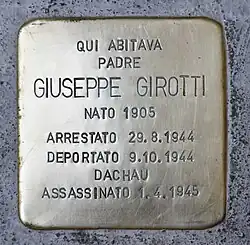 QUI ABITAVA
PADRE
GIUSEPPE GIROTTI
NATO 1905
ARRESTATO 29.8.1944
DEPORTATO 9.10.1944
DACHAU
ASSASSINATO 1.4.1945